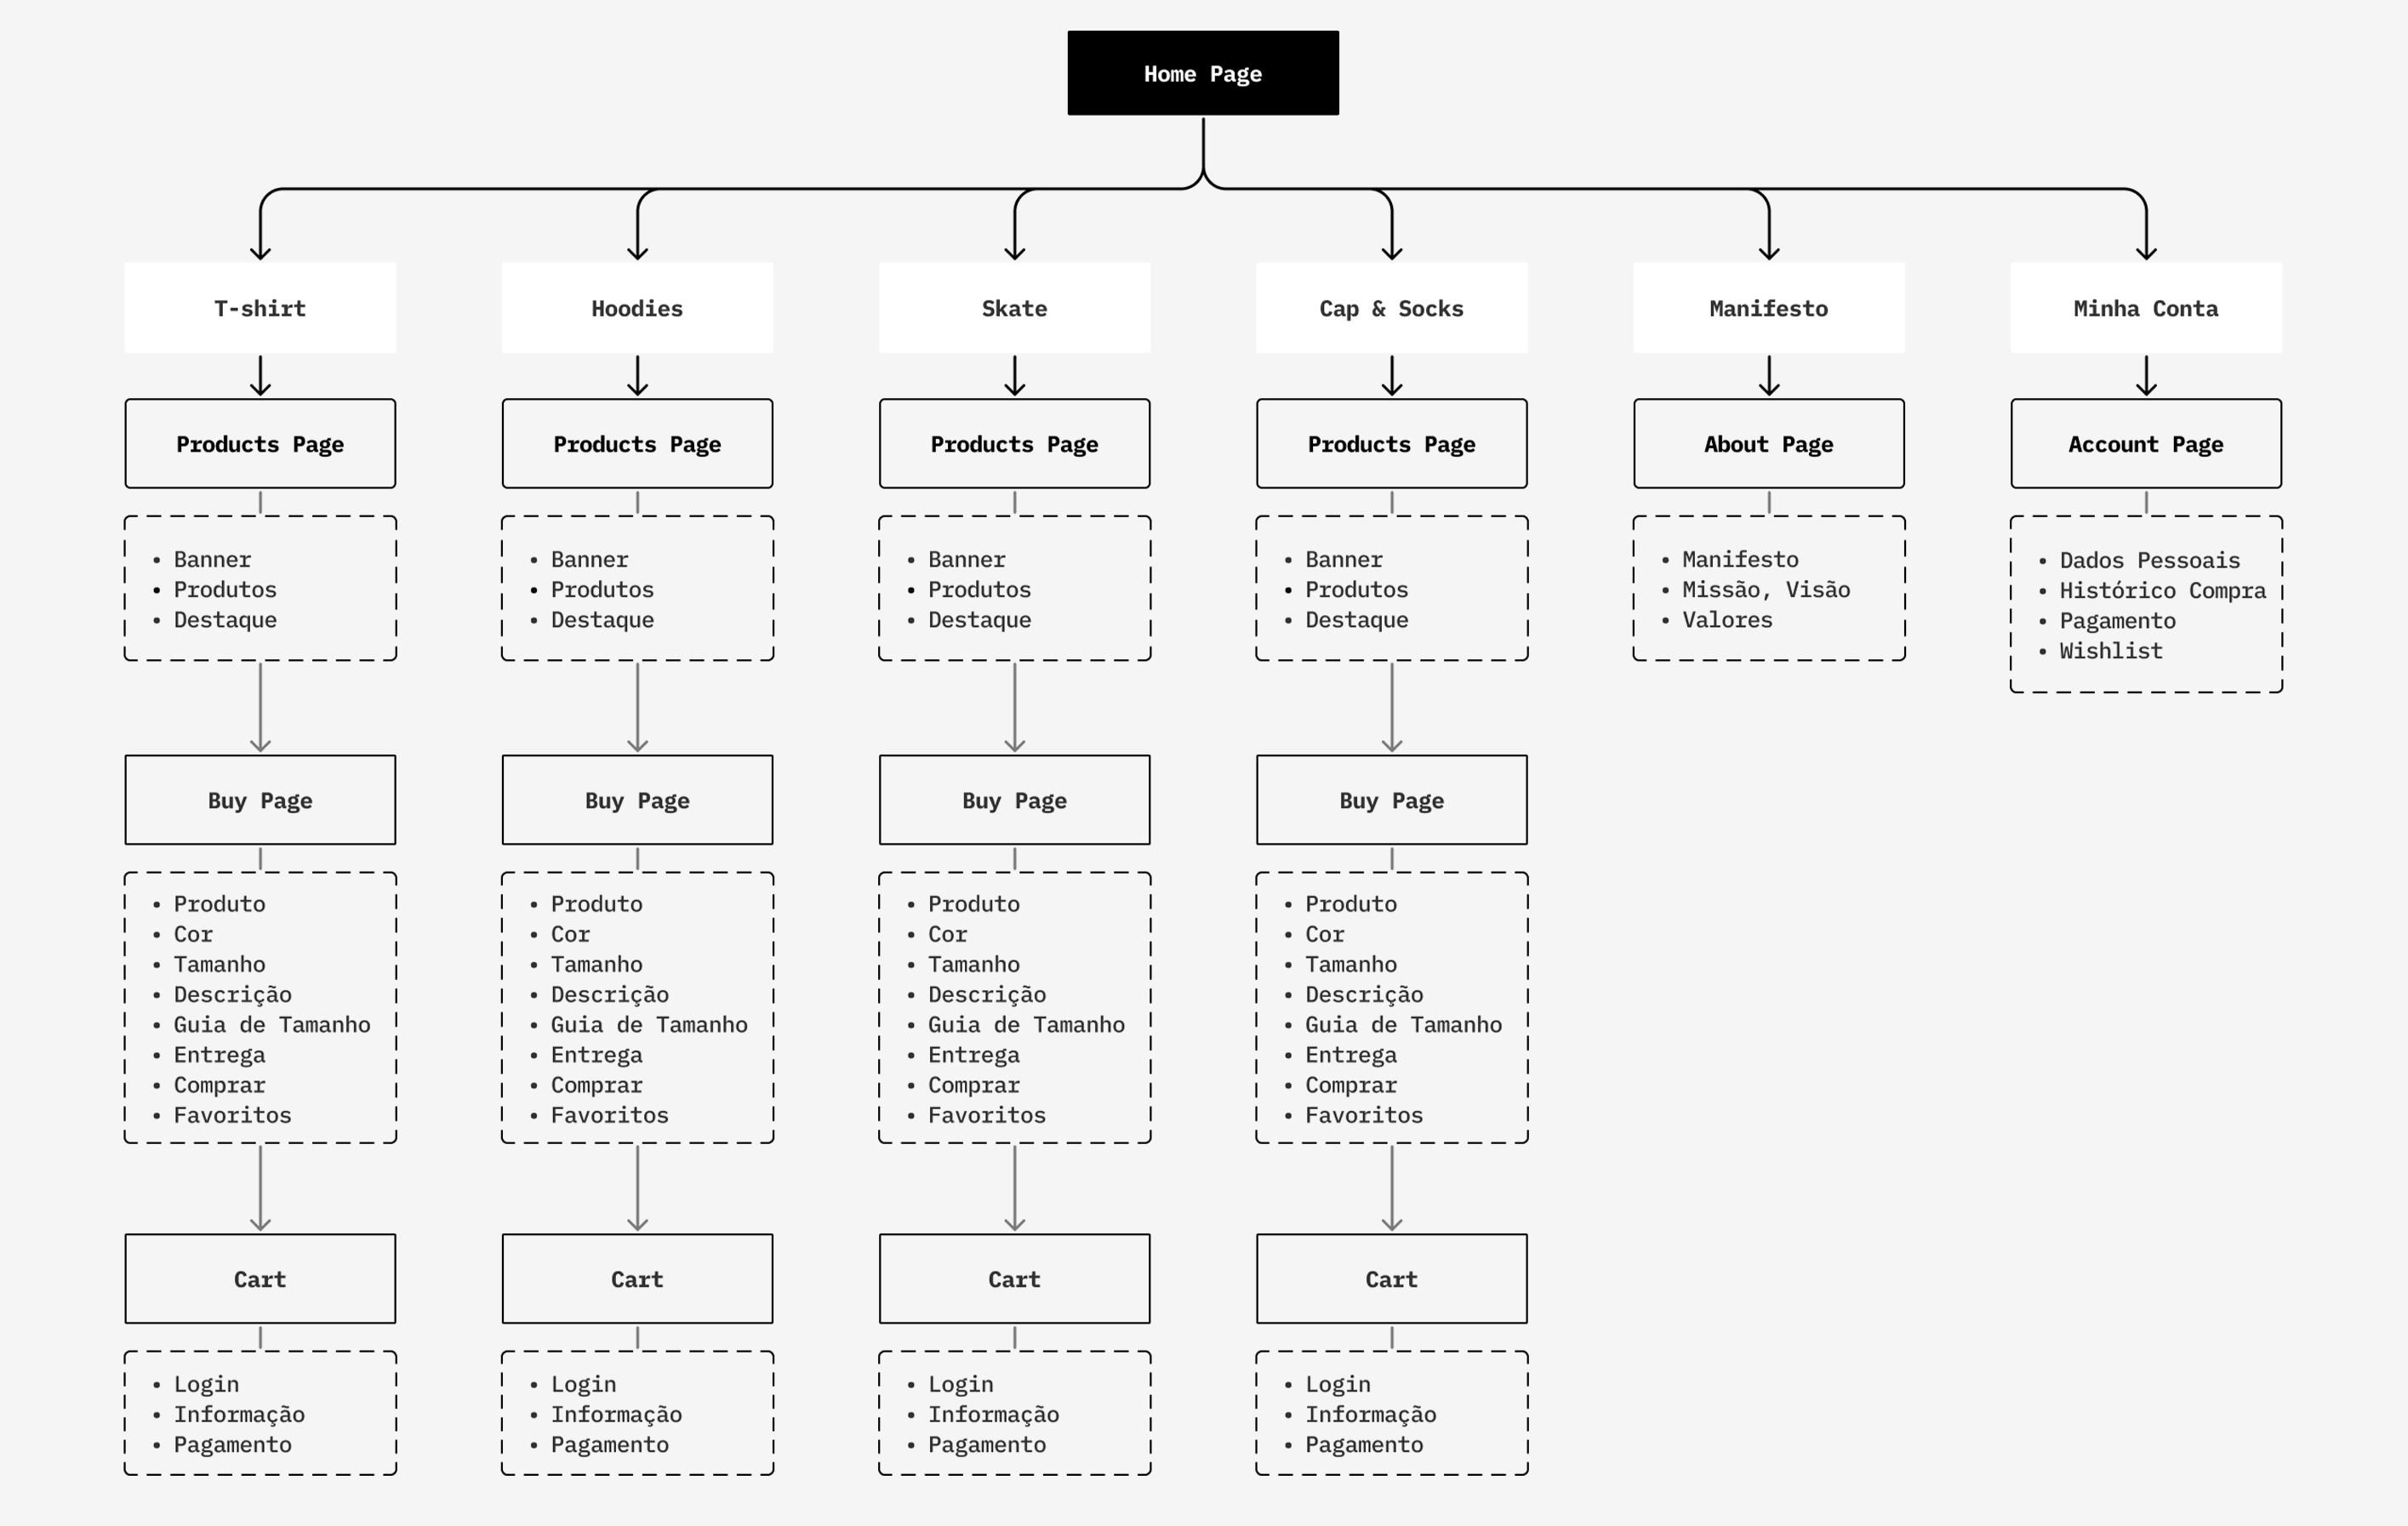 Home Page
T-shirt
Hoodies
Skate
Cap & Socks
Manifesto
Minha Conta
Products Page
Products Page
Products Page
Products Page
About Page
Account Page
• Banner
• Produtos
• Destaque
• Banner
• Produtos
• Destaque
• Banner
• Produtos
• Destaque
• Banner
• Produtos
• Destaque
• Manifesto
• Missão, Visão
• Valores
• Dados Pessoais
• Histórico Compra
• Pagamento
• Wishlist
Buy Page
Buy Page
Buy Page
Buy Page
• Produto
• Cor
• Tamanho
• Descrição
• Guia de Tamanho
• Entrega
• Comprar
• Favoritos
• Produto
• Cor
• Tamanho
• Descrição
• Guia de Tamanho
• Entrega
• Comprar
• Favoritos
• Produto
• Cor
• Tamanho
• Descrição
• Guia de Tamanho
• Entrega
• Comprar
• Favoritos
• Produto
• Cor
• Tamanho
• Descrição
• Guia de Tamanho
• Entrega
• Comprar
• Favoritos
Cart
Cart
Cart
Cart
• Login
• Informação
• Pagamento
• Login
• Informação
• Pagamento
• Login
• Informação
• Pagamento
• Login
• Informação
• Pagamento